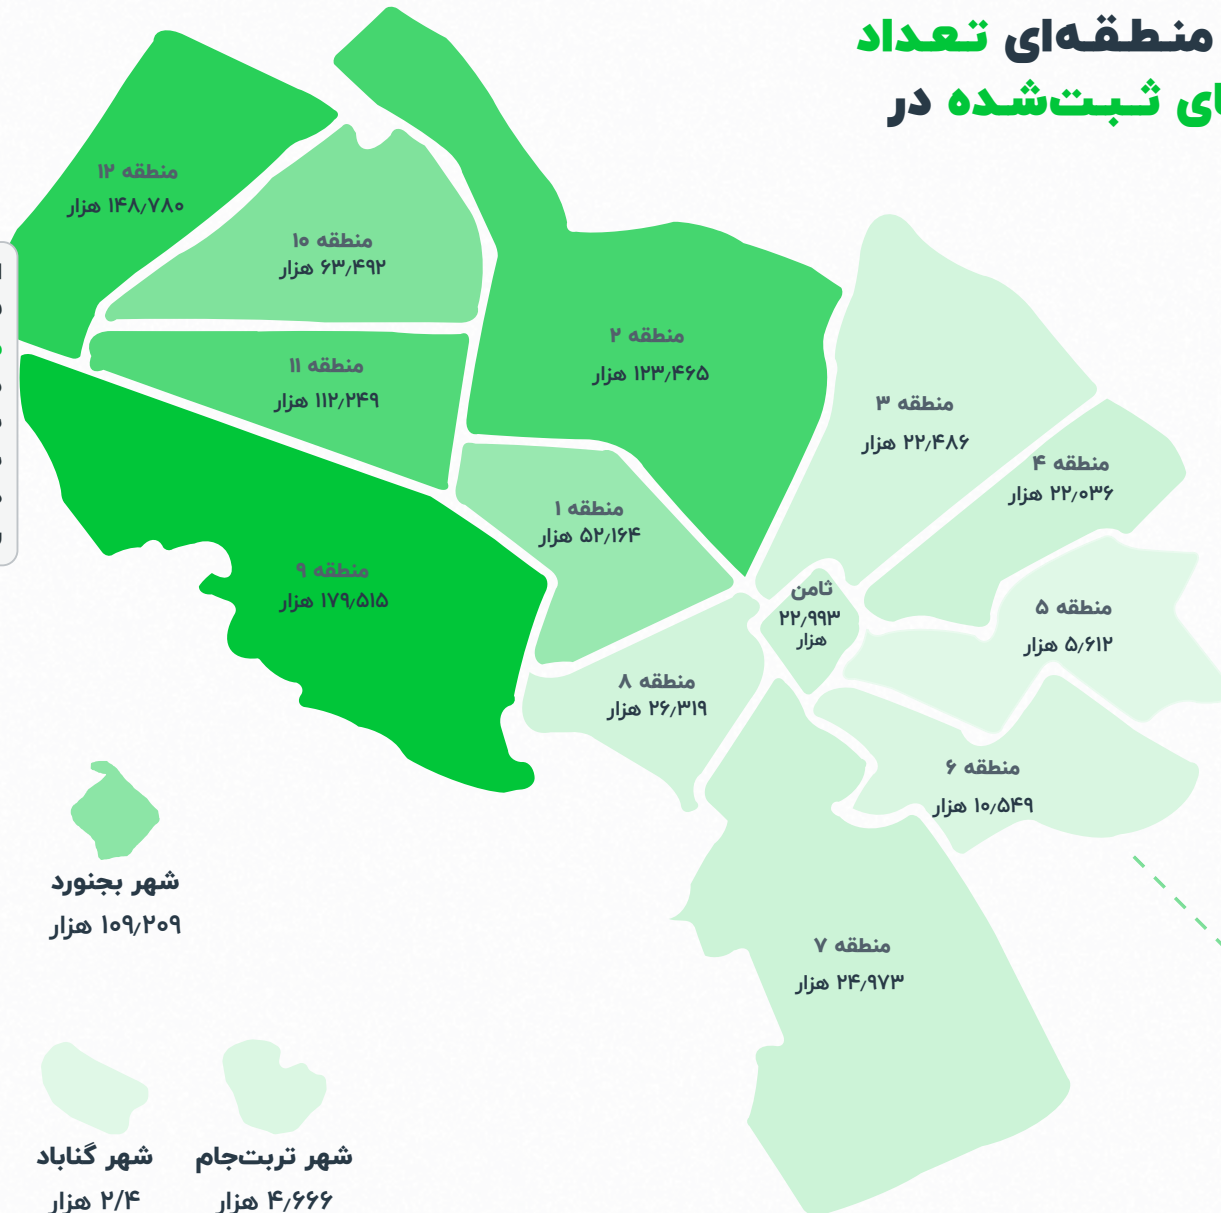 منطقه‌ای تعداد
ثبت‌شده در
منطقه ۱۲
۱۴۸٫۷۸۰ هزار
منطقه ۱۰
۶۳٫۴۹۲ هزار
منطقه ۲
۱۲۳٫۴۶۵ هزار
منطقه ۱۱
۱۱۲٫۲۴۹ هزار
منطقه ۳
۲۲٫۴۸۶ هزار
منطقه ۴
۲۲٫۰۳۶ هزار
منطقه ۱
۵۲٫۱۶۴ هزار
منطقه ۹
۱۷۹٫۵۱۵ هزار
ثامن
۲۲٫۹۹۳
هزار
منطقه ۵
۵٫۶۱۲ هزار
منطقه ۸
۲۶٫۳۱۹ هزار
منطقه ۶
۱۰٫۵۴۹ هزار
منطقه ۷
۲۴٫۹۷۳ هزار
شهر بجنورد
۱۰۹٫۲۰۹ هزار
شهر تربت‌جام
۴٫۶۶۶ هزار
شهر گناباد
۲/۴ هزار